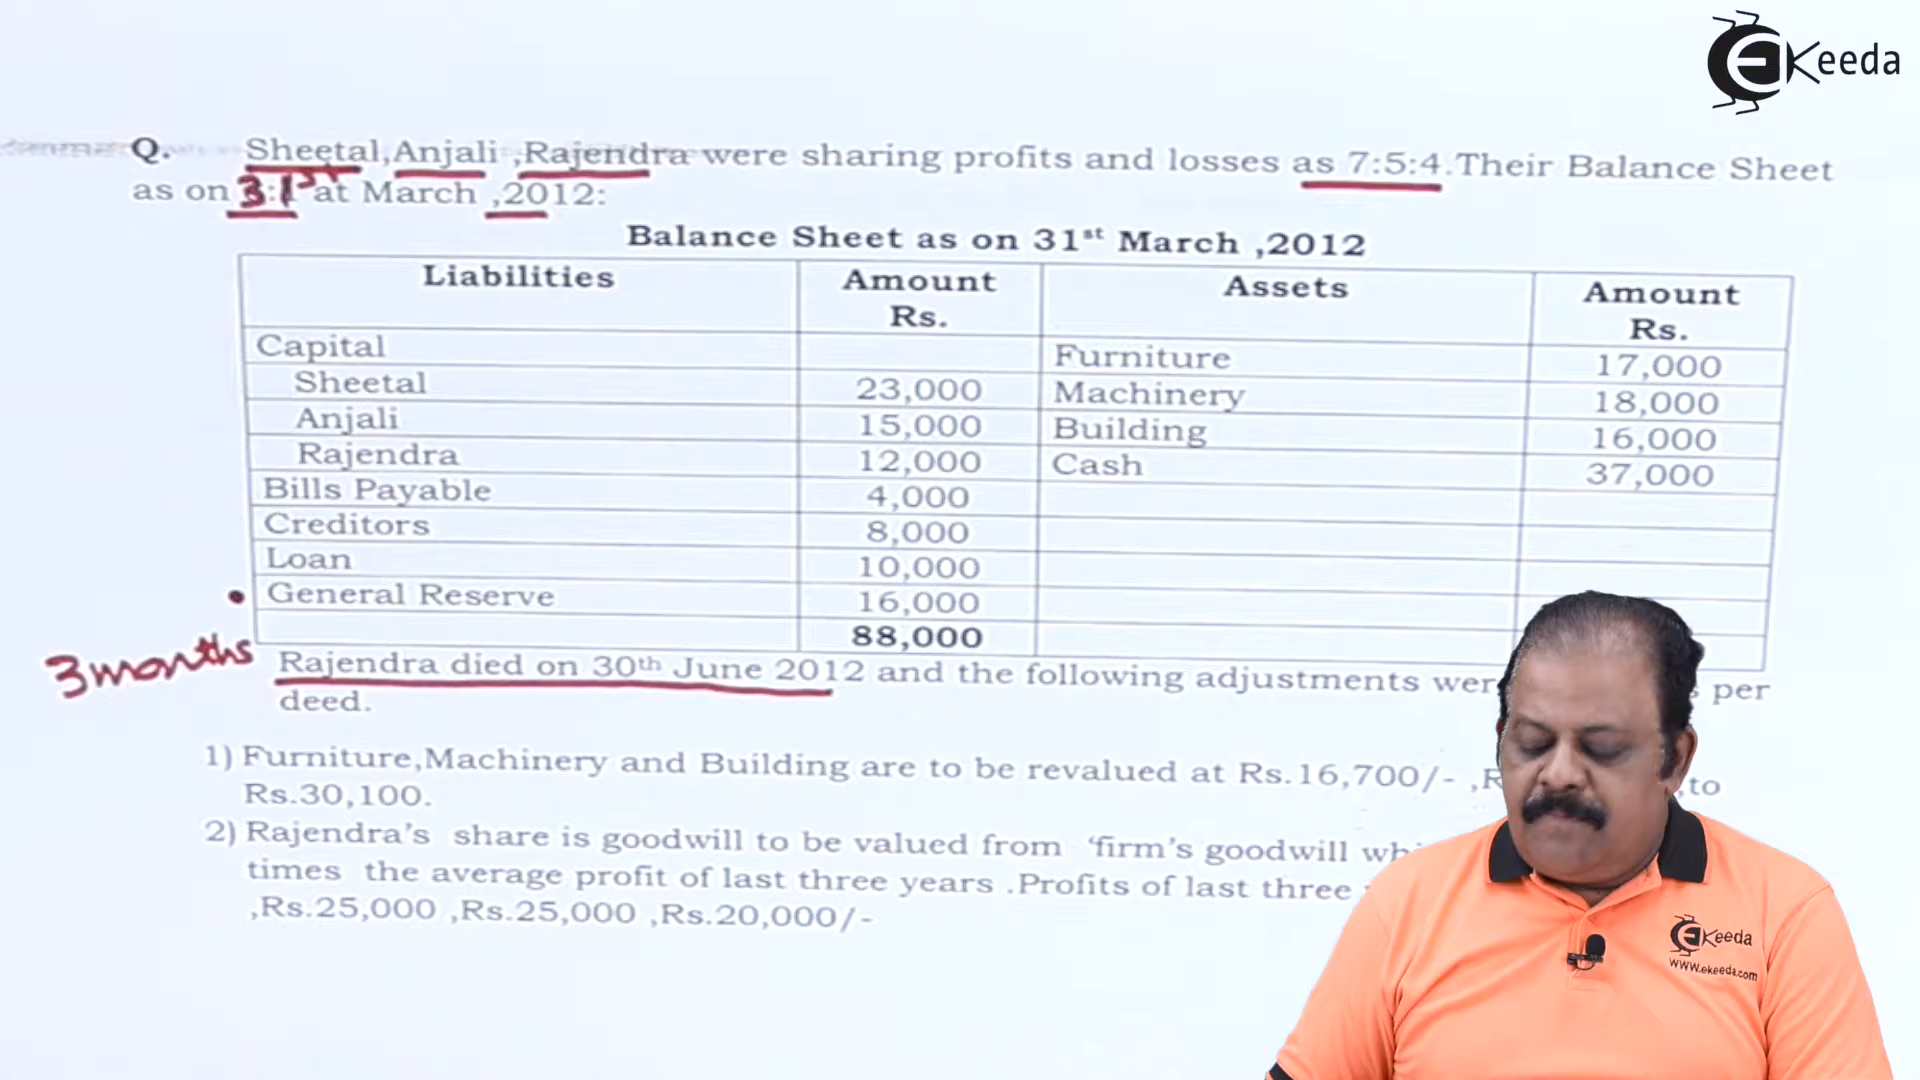 EKeeda
Q. Sheetal,Anjali ,Rajendra were sharing profits and losses as 7:5:4.Their Balance Sheet
as on 31st at March ,2012:
Balance Sheet as on 31st March ,2012
Liabilities Amount Rs. Assets Amount Rs.
Capital Furniture 17,000
Sheetal 23,000 Machinery 18,000
Anjali 15,000 Building 16,000
Rajendra 12,000 Cash 37,000
Bills Payable 4,000
Creditors 8,000
Loan 10,000
General Reserve 16,000
88,000
3 months
Rajendra died on 30th June 2012 and the following adjustments per
deed.
1) Furniture,Machinery and Building are to be revalued at Rs.16,700/- , ,to
Rs.30,100.
2) Rajendra's share is goodwill to be valued from 'firm's goodwill
times the average profit of last three years .Profits of last three
,Rs.25,000 ,Rs.25,000 ,Rs.20,000/-
EKeeda
www.ekeeda.com